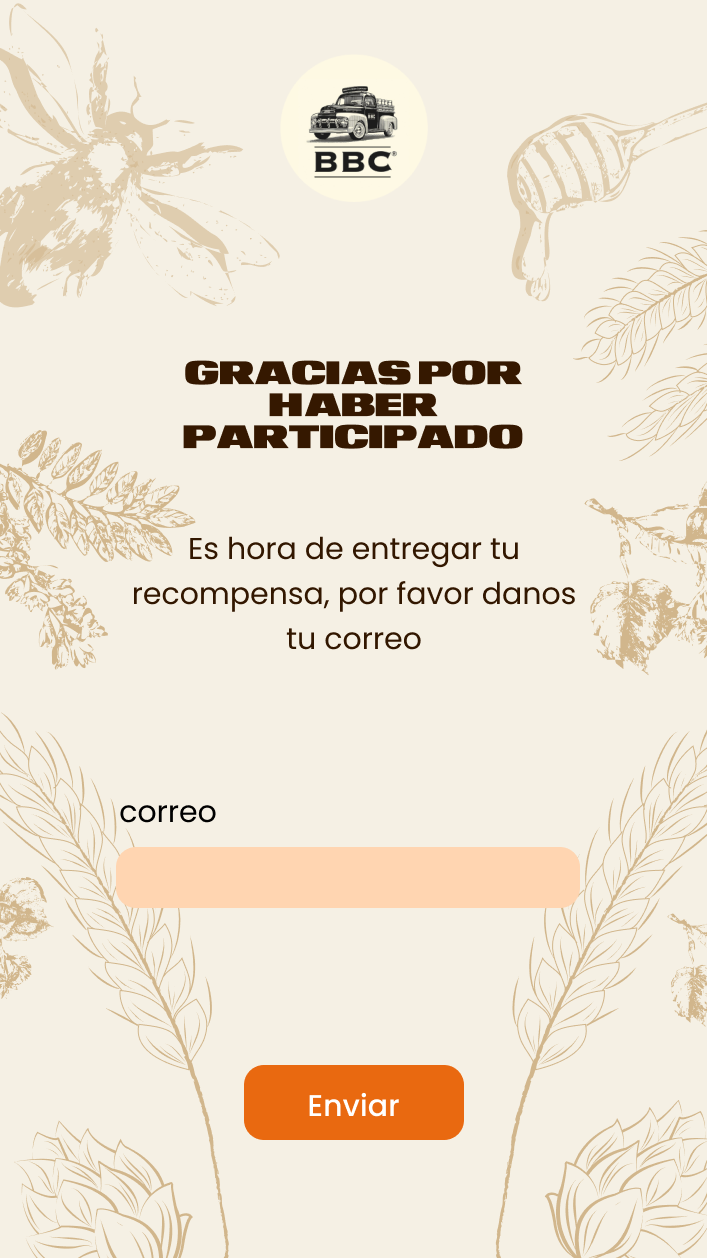 BBC®
GRACIAS POR
HABER
PARTICIPADO
Es hora de entregar tu
recompensa, por favor danos
tu correo
correo
Enviar